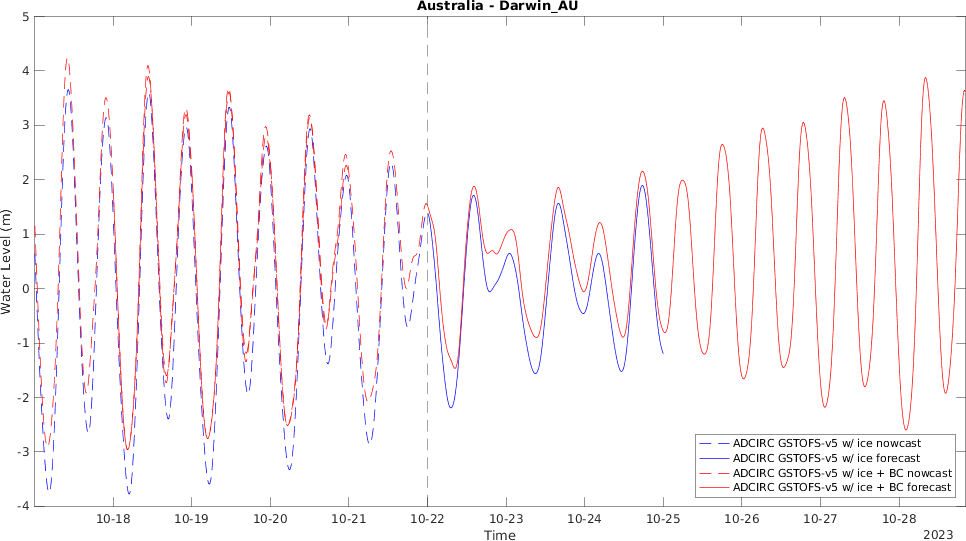 Australia - Darwin_AU
5
4
3
2
1
0
-1
-2
-3
-4
Water Level (m)
ADCIRC GSTOFS-v5 w/ ice nowcast
ADCIRC GSTOFS-v5 w/ ice forecast
ADCIRC GSTOFS-v5 w/ ice + BC nowcast
ADCIRC GSTOFS-v5 w/ ice + BC forecast
10-18 10-19 10-20 10-21 10-22 10-23 10-24 10-25 10-26 10-27 10-28
Time
2023